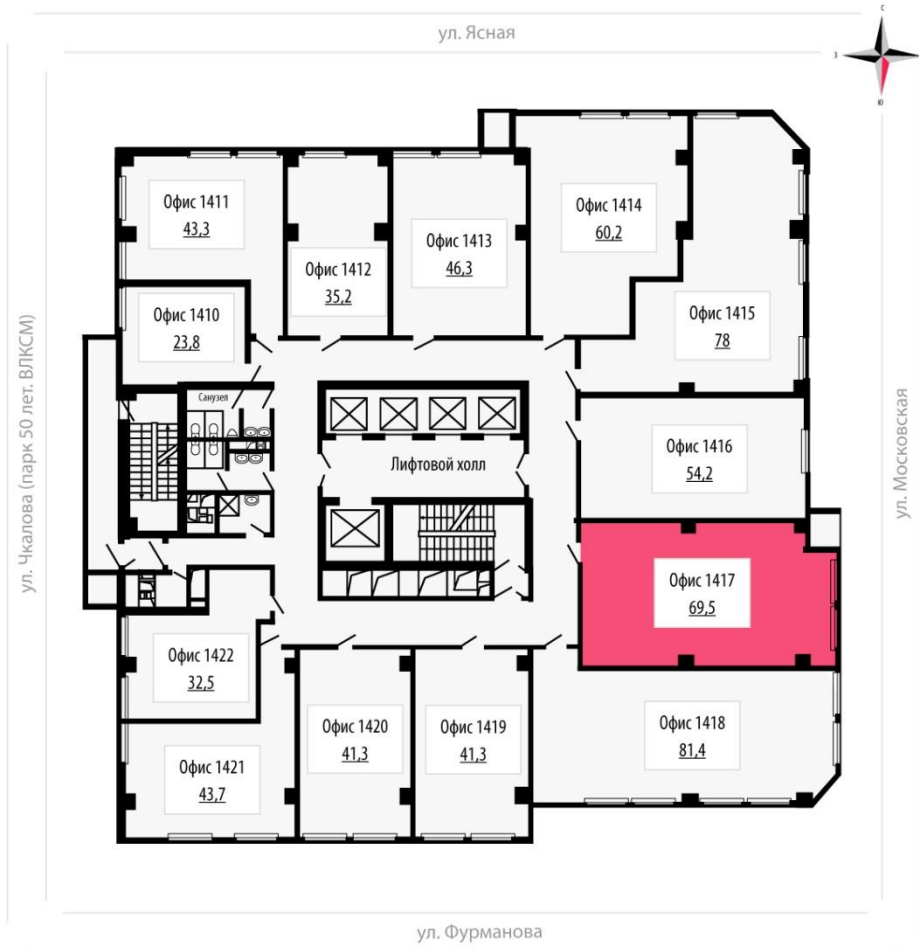 ул. Ясная
С
З
Ю
ул. Чкалова (парк 50 лет. ВЛКСМ)
ул. Московская
Офис 1411
43,3
Офис 1412
35,2
Офис 1413
46,3
Офис 1414
60,2
Офис 1415
78
Офис 1410
23,8
Санузел
Лифтовой холл
Офис 1416
54,2
Офис 1417
69,5
Офис 1422
32,5
Офис 1421
43,7
Офис 1420
41,3
Офис 1419
41,3
Офис 1418
81,4
ул. Фурманова